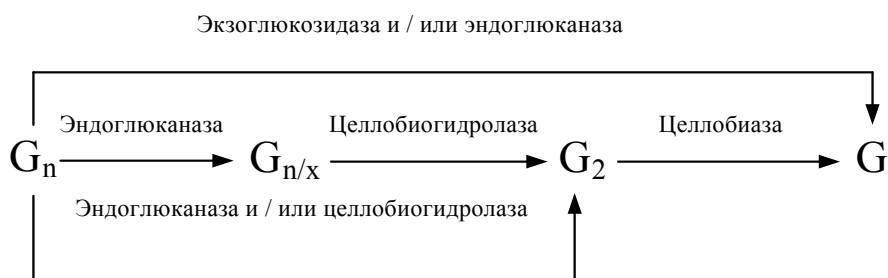 Экзоглюкозидаза и / или эндоглюканаза
Эндоглюканаза Целлобиогидролаза Целлобиаза
Gn Gn/x G2 G
Эндоглюканаза и / или целлобиогидролаза